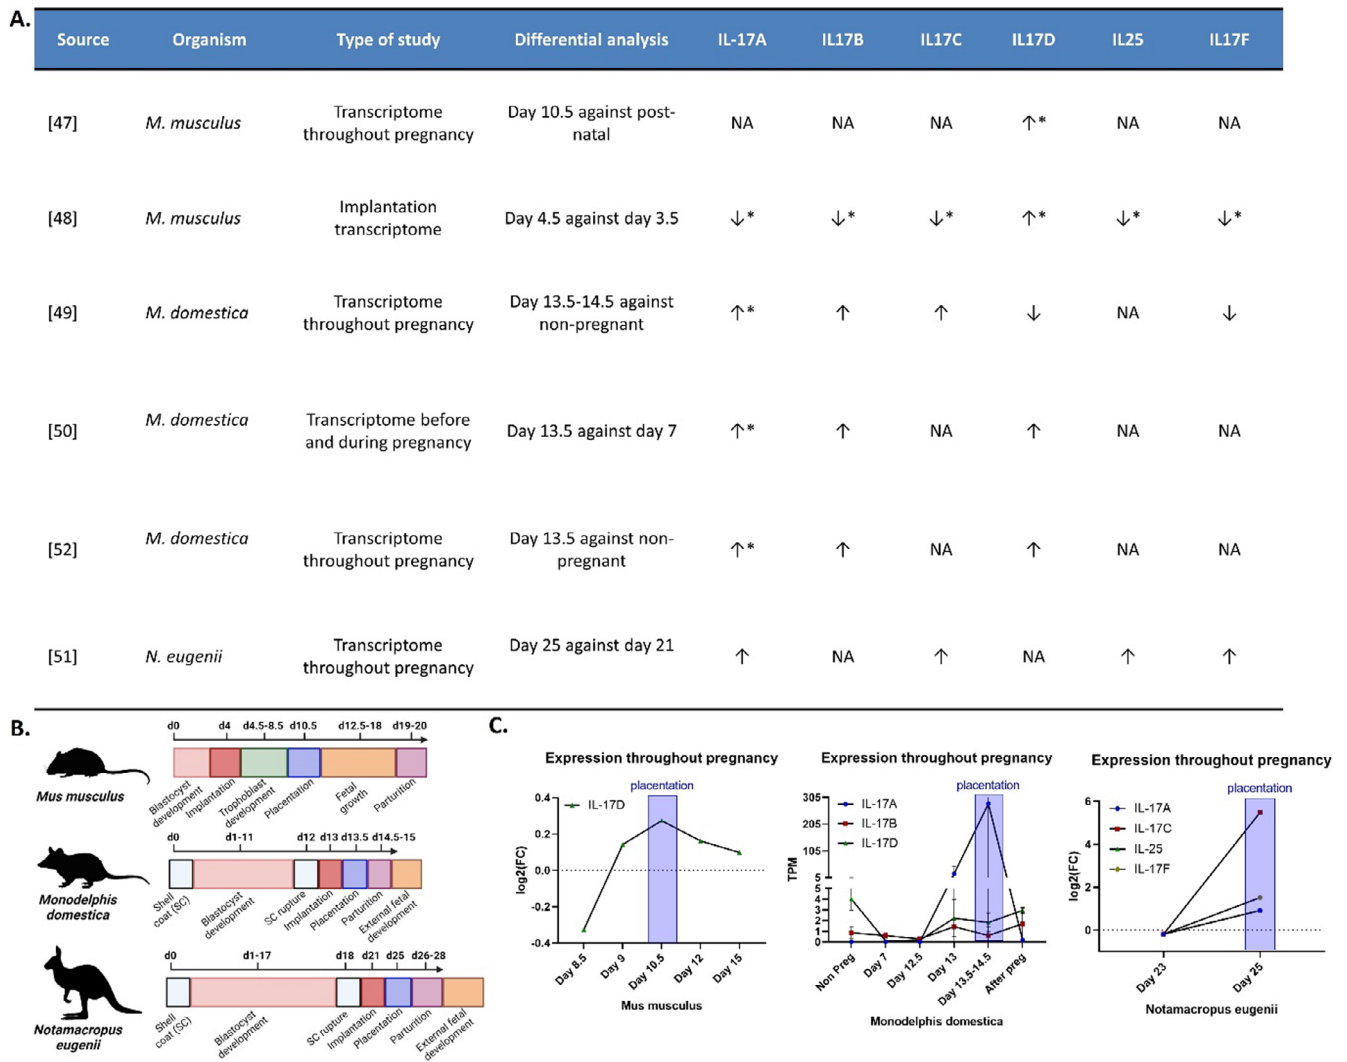 A.
Source Organism Type of study Differential analysis IL-17A IL17B IL17C IL17D IL25 IL17F
[47] M. musculus Transcriptome throughout pregnancy Day 10.5 against post-natal NA NA NA ↑* NA NA
[48] M. musculus Implantation transcriptome Day 4.5 against day 3.5 ↓* ↓* ↓* ↑* ↓* ↓*
[49] M. domestica Transcriptome throughout pregnancy Day 13.5-14.5 against non-pregnant ↑* ↑ ↑ ↓ NA ↓
[50] M. domestica Transcriptome before and during pregnancy Day 13.5 against day 7 ↑* ↑ NA ↑ NA NA
[52] M. domestica Transcriptome throughout pregnancy Day 13.5 against non-pregnant ↑* ↑ NA ↑ NA NA
[51] N. eugenii Transcriptome throughout pregnancy Day 25 against day 21 ↑ NA ↑ NA ↑ ↑
B.
d0 d4 d4.5-8.5 d10.5 d12.5-18 d19-20
Mus musculus
Blastocyst development
Implantation
Trophoblast development
Placentation
Fetal growth
Parturition
d0 d1-11 d12 d13 d13.5 d14.5-15
Monodelphis domestica
Shell coat (SC)
Blastocyst development
SC rupture
Implantation
Placentation
Parturition
External fetal development
d0 d1-17 d18 d21 d25 d26-28
Notamacropus eugenii
Shell coat (SC)
Blastocyst development
SC rupture
Implantation
Placentation
Parturition
External fetal development
C.
Expression throughout pregnancy
placentation
IL-17D
log2(FC)
0.4
0.2
0.0
-0.2
-0.4
Day 8.5 Day 9 Day 10.5 Day 12 Day 15
Mus musculus
Expression throughout pregnancy
placentation
IL-17A
IL-17B
IL-17D
TPM
305
205
105
5
5
4
3
2
1
0
Non Preg Day 7 Day 12.5 Day 13 Day 13.5-14.5 After preg
Monodelphis domestica
Expression throughout pregnancy
placentation
IL-17A
IL-17C
IL-25
IL-17F
log2(FC)
6
4
2
0
Day 23 Day 25
Notamacropus eugenii